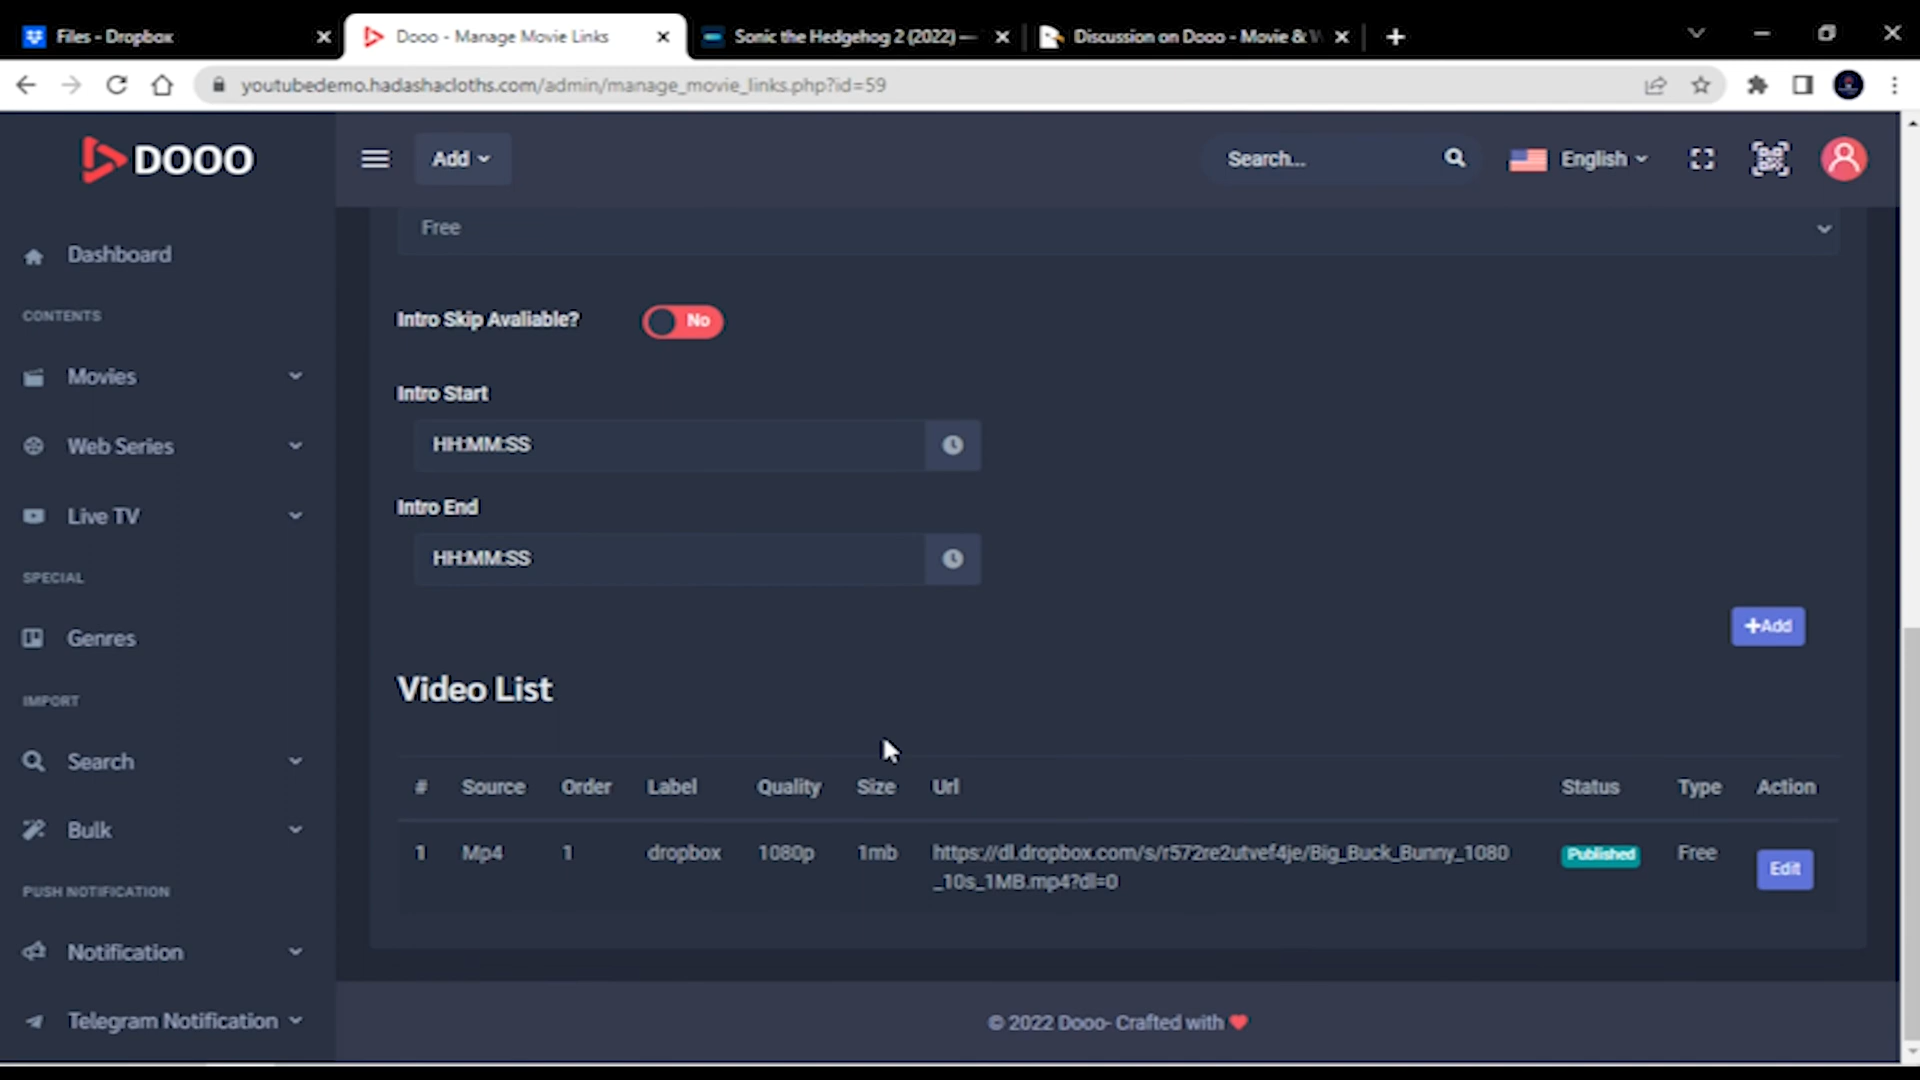 Files - Dropbox
Dooo - Manage Movie Links
Sonic the Hedgehog 2 (2022) —
Discussion on Dooo - Movie & W
youtubedemo.hadashacloths.com/admin/manage_movie_links.php?id=59
DOOO
Add
Search...
English
Dashboard
CONTENTS
Movies
Web Series
Live TV
SPECIAL
Genres
IMPORT
Search
Bulk
PUSH NOTIFICATION
Notification
Telegram Notification
Free
Intro Skip Avaliable?
No
Intro Start
HH:MM:SS
Intro End
HH:MM:SS
+Add
Video List
# Source Order Label Quality Size Url Status Type Action
1 Mp4 1 dropbox 1080p 1mb https://dl.dropbox.com/s/r572re2utvef4je/Big_Buck_Bunny_1080 Published Free Edit
_10s_1MB.mp4?dl=0
© 2022 Dooo- Crafted with ❤